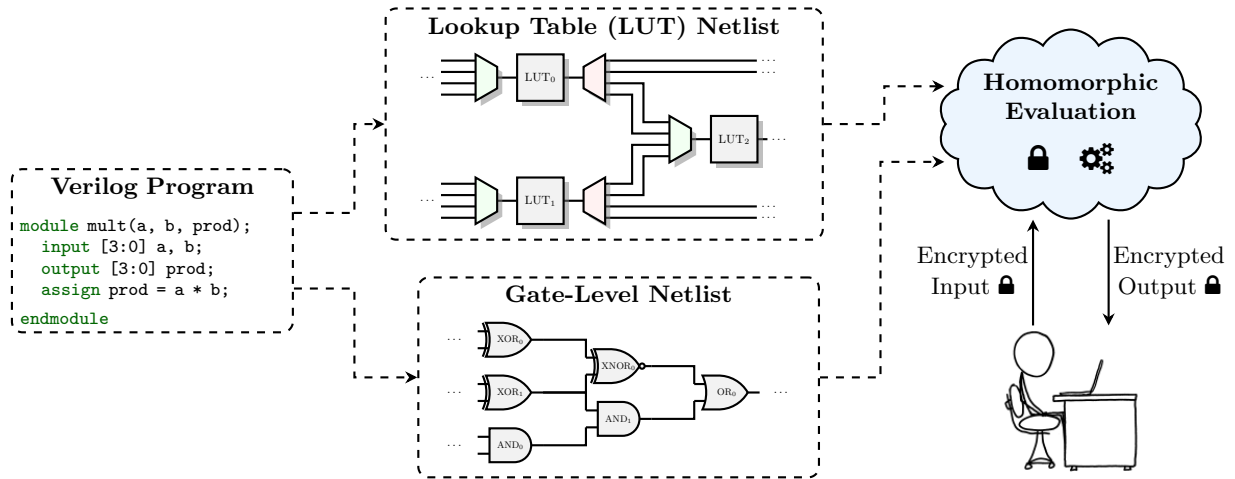 Lookup Table (LUT) Netlist
... LUT₀ ...
...
LUT₂ ...
... LUT₁ ...
...
Verilog Program
module mult(a, b, prod);
input [3:0] a, b;
output [3:0] prod;
assign prod = a * b;
endmodule
Gate-Level Netlist
... XOR₀
XNOR₀
... XOR₁
OR₀ ...
AND₁
... AND₀
Homomorphic
Evaluation
Encrypted
Input
Encrypted
Output